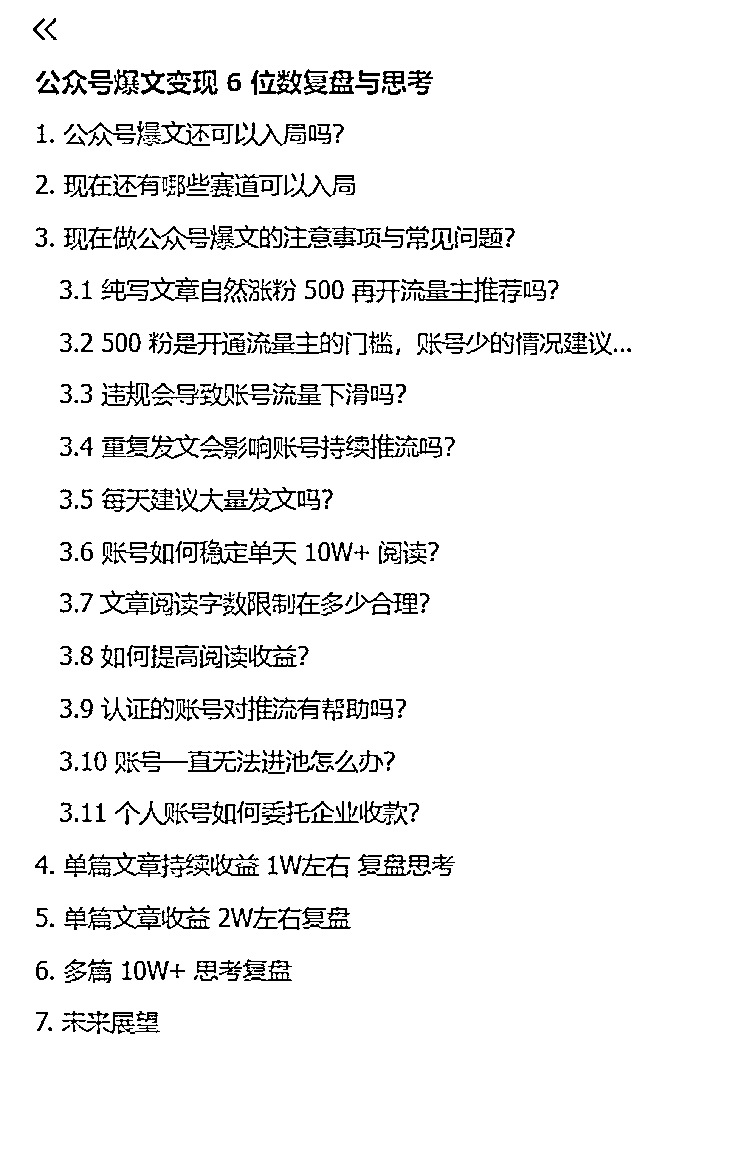 «
公众号爆文变现 6 位数复盘与思考
1. 公众号爆文还可以入局吗?
2. 现在还有哪些赛道可以入局
3. 现在做公众号爆文的注意事项与常见问题?
3.1 纯写文章自然涨粉 500 再开流量主推荐吗?
3.2 500 粉是开通流量主的门槛，账号少的情况建议...
3.3 违规会导致账号流量下滑吗?
3.4 重复发文会影响账号持续推流吗?
3.5 每天建议大量发文吗?
3.6 账号如何稳定单天 10W+ 阅读?
3.7 文章阅读字数限制在多少合理?
3.8 如何提高阅读收益?
3.9 认证的账号对推流有帮助吗?
3.10 账号一直无法进池怎么办?
3.11 个人账号如何委托企业收款?
4. 单篇文章持续收益 1W左右 复盘思考
5. 单篇文章收益 2W左右复盘
6. 多篇 10W+ 思考复盘
7. 未来展望